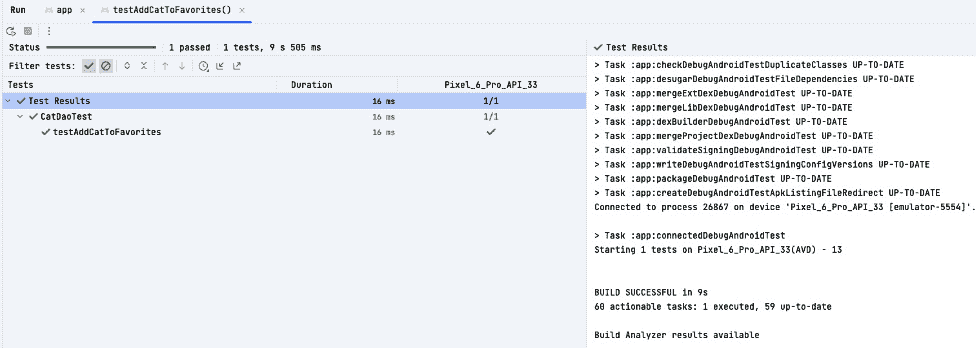 Run app testAddCatToFavorites()
Status 1 passed 1 tests, 9 s 505 ms
Filter tests:
Tests Duration Pixel_6_Pro_API_33
Test Results 16 ms 1/1
CatDaoTest 16 ms 1/1
testAddCatToFavorites 16 ms
Test Results
> Task :app:checkDebugAndroidTestDuplicateClasses UP-TO-DATE
> Task :app:desugarDebugAndroidTestFileDependencies UP-TO-DATE
> Task :app:mergeExtDexDebugAndroidTest UP-TO-DATE
> Task :app:mergeLibDexDebugAndroidTest UP-TO-DATE
> Task :app:dexBuilderDebugAndroidTest UP-TO-DATE
> Task :app:mergeProjectDexDebugAndroidTest UP-TO-DATE
> Task :app:validateSigningDebugAndroidTest UP-TO-DATE
> Task :app:writeDebugAndroidTestSigningConfigVersions UP-TO-DATE
> Task :app:packageDebugAndroidTest UP-TO-DATE
> Task :app:createDebugAndroidTestApkListingFileRedirect UP-TO-DATE
Connected to process 26867 on device 'Pixel_6_Pro_API_33 [emulator-5554]'.
> Task :app:connectedDebugAndroidTest
Starting 1 tests on Pixel_6_Pro_API_33(AVD) - 13
BUILD SUCCESSFUL in 9s
60 actionable tasks: 1 executed, 59 up-to-date
Build Analyzer results available